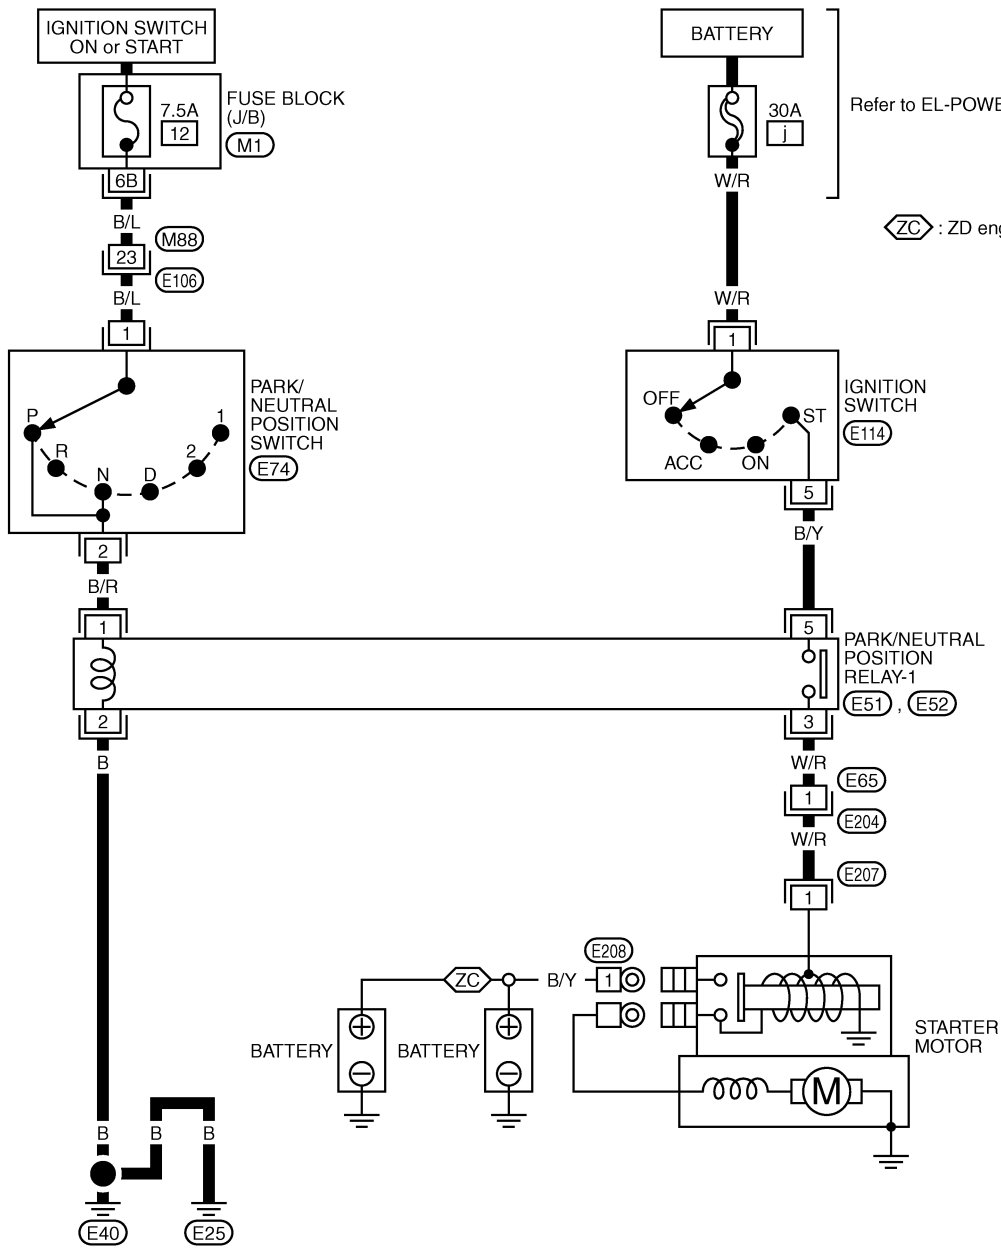 IGNITION SWITCH
ON or START
BATTERY
7.5A
12
FUSE BLOCK
(J/B)
M1
30A
j
Refer to EL-POWE
6B
W/R
B/L
M88
ZC : ZD eng
23
E106
B/L
W/R
1
1
PARK/
NEUTRAL
POSITION
SWITCH
E74
P
R
N
D
2
1
IGNITION
SWITCH
E114
OFF
ACC
ON
ST
2
5
B/R
B/Y
1
5
PARK/NEUTRAL
POSITION
RELAY-1
E51 , E52
2
3
B
W/R
E65
1
E204
W/R
E207
1
E208
ZC
B/Y
1
BATTERY
BATTERY
STARTER
MOTOR
M
B
B
B
E40
E25